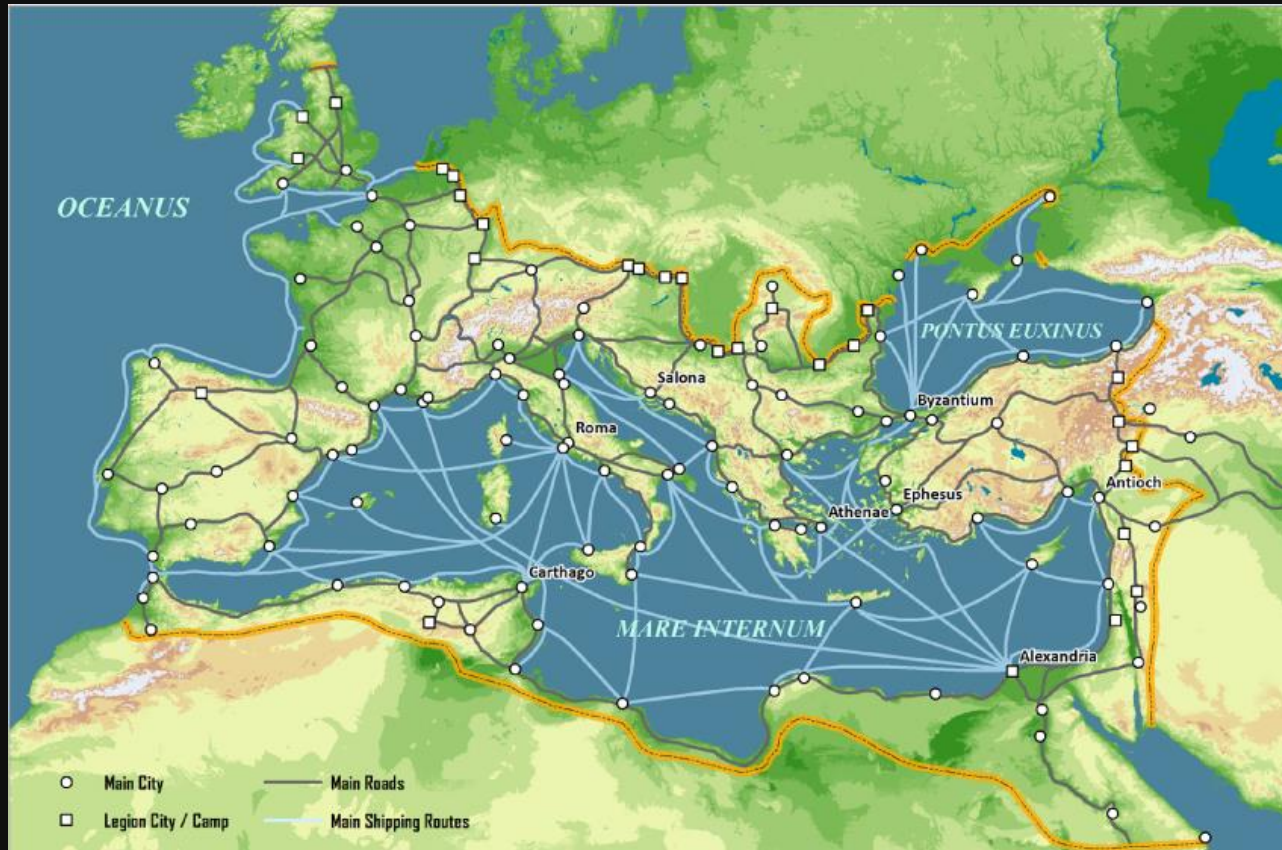 OCEANUS
PONTUS EUXINUS
Salona
Byzantium
Roma
Antioch
Ephesus
Athenae
Carthago
MARE INTERNUM
Alexandria
Main City
Main Roads
Legion City / Camp
Main Shipping Routes